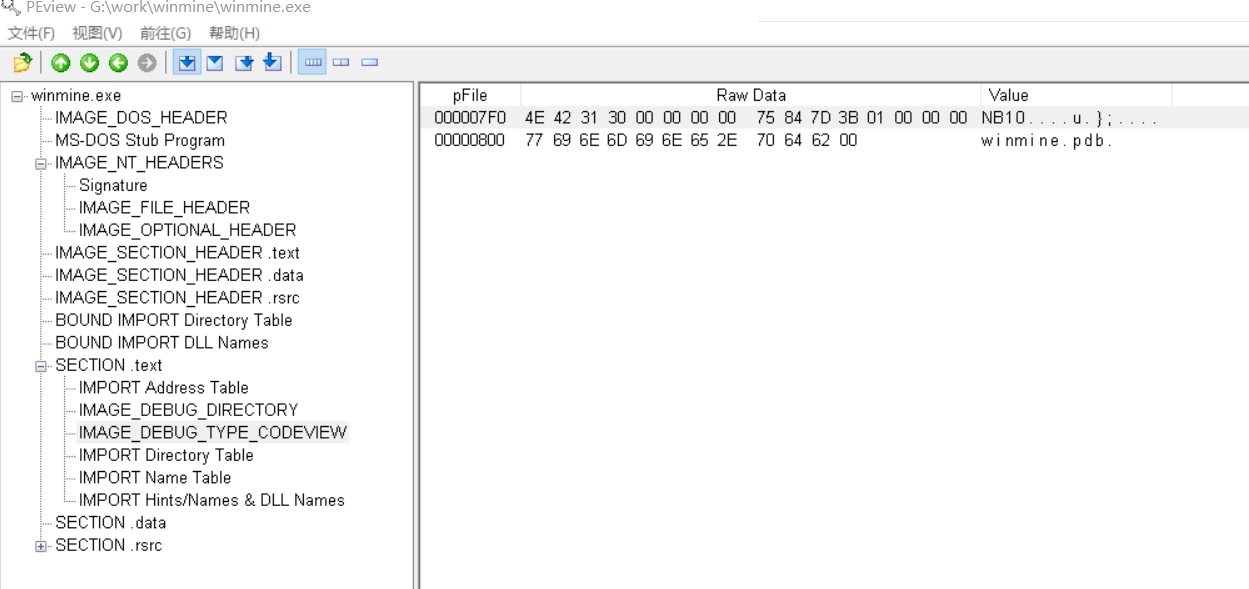 PEview - G:\work\winmine\winmine.exe
文件(F) 视图(V) 前往(G) 帮助(H)
winmine.exe
IMAGE_DOS_HEADER
MS-DOS Stub Program
IMAGE_NT_HEADERS
Signature
IMAGE_FILE_HEADER
IMAGE_OPTIONAL_HEADER
IMAGE_SECTION_HEADER .text
IMAGE_SECTION_HEADER .data
IMAGE_SECTION_HEADER .rsrc
BOUND IMPORT Directory Table
BOUND IMPORT DLL Names
SECTION .text
IMPORT Address Table
IMAGE_DEBUG_DIRECTORY
IMAGE_DEBUG_TYPE_CODEVIEW
IMPORT Directory Table
IMPORT Name Table
IMPORT Hints/Names & DLL Names
SECTION .data
SECTION .rsrc
pFile Raw Data Value
000007F0 4E 42 31 30 00 00 00 00 75 84 7D 3B 01 00 00 00 NB10....u.};....
00000800 77 69 6E 6D 69 6E 65 2E 70 64 62 00 winmine.pdb.